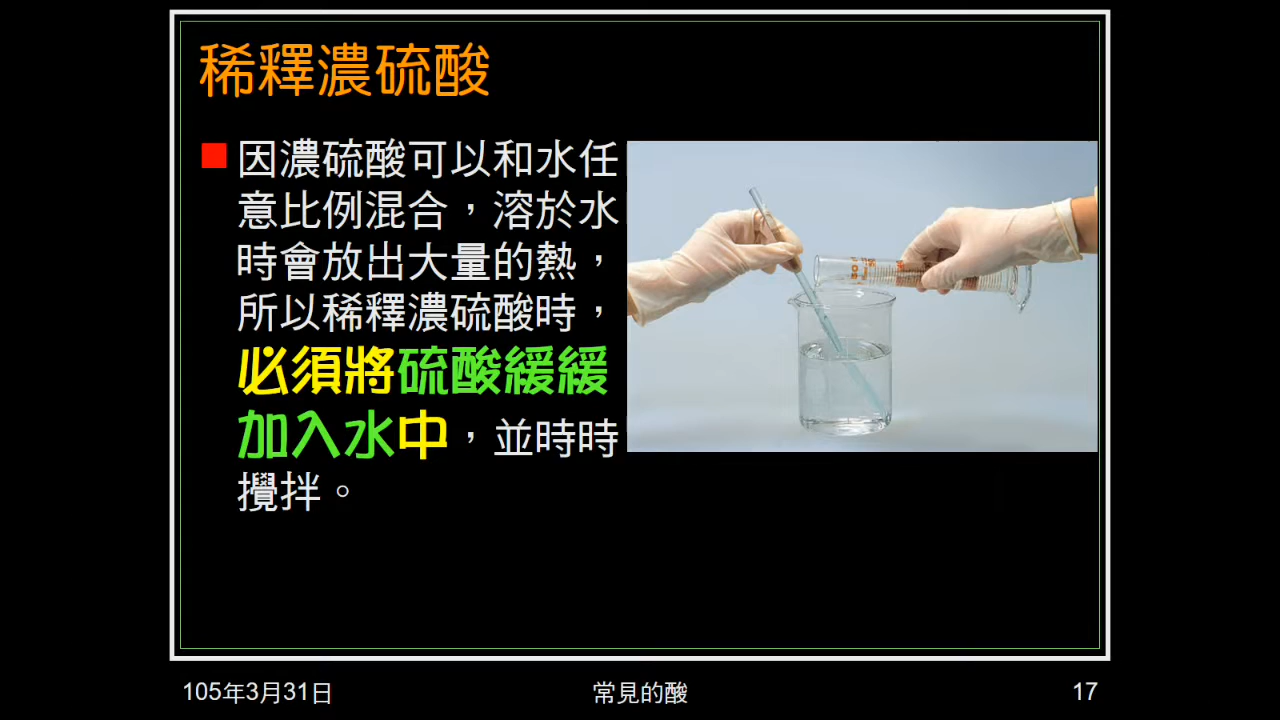 稀釋濃硫酸
因濃硫酸可以和水任
意比例混合，溶於水
時會放出大量的熱，
所以稀釋濃硫酸時，
必須將硫酸緩緩
加入水中，並時時
攪拌。
105年3月31日
常見的酸
17